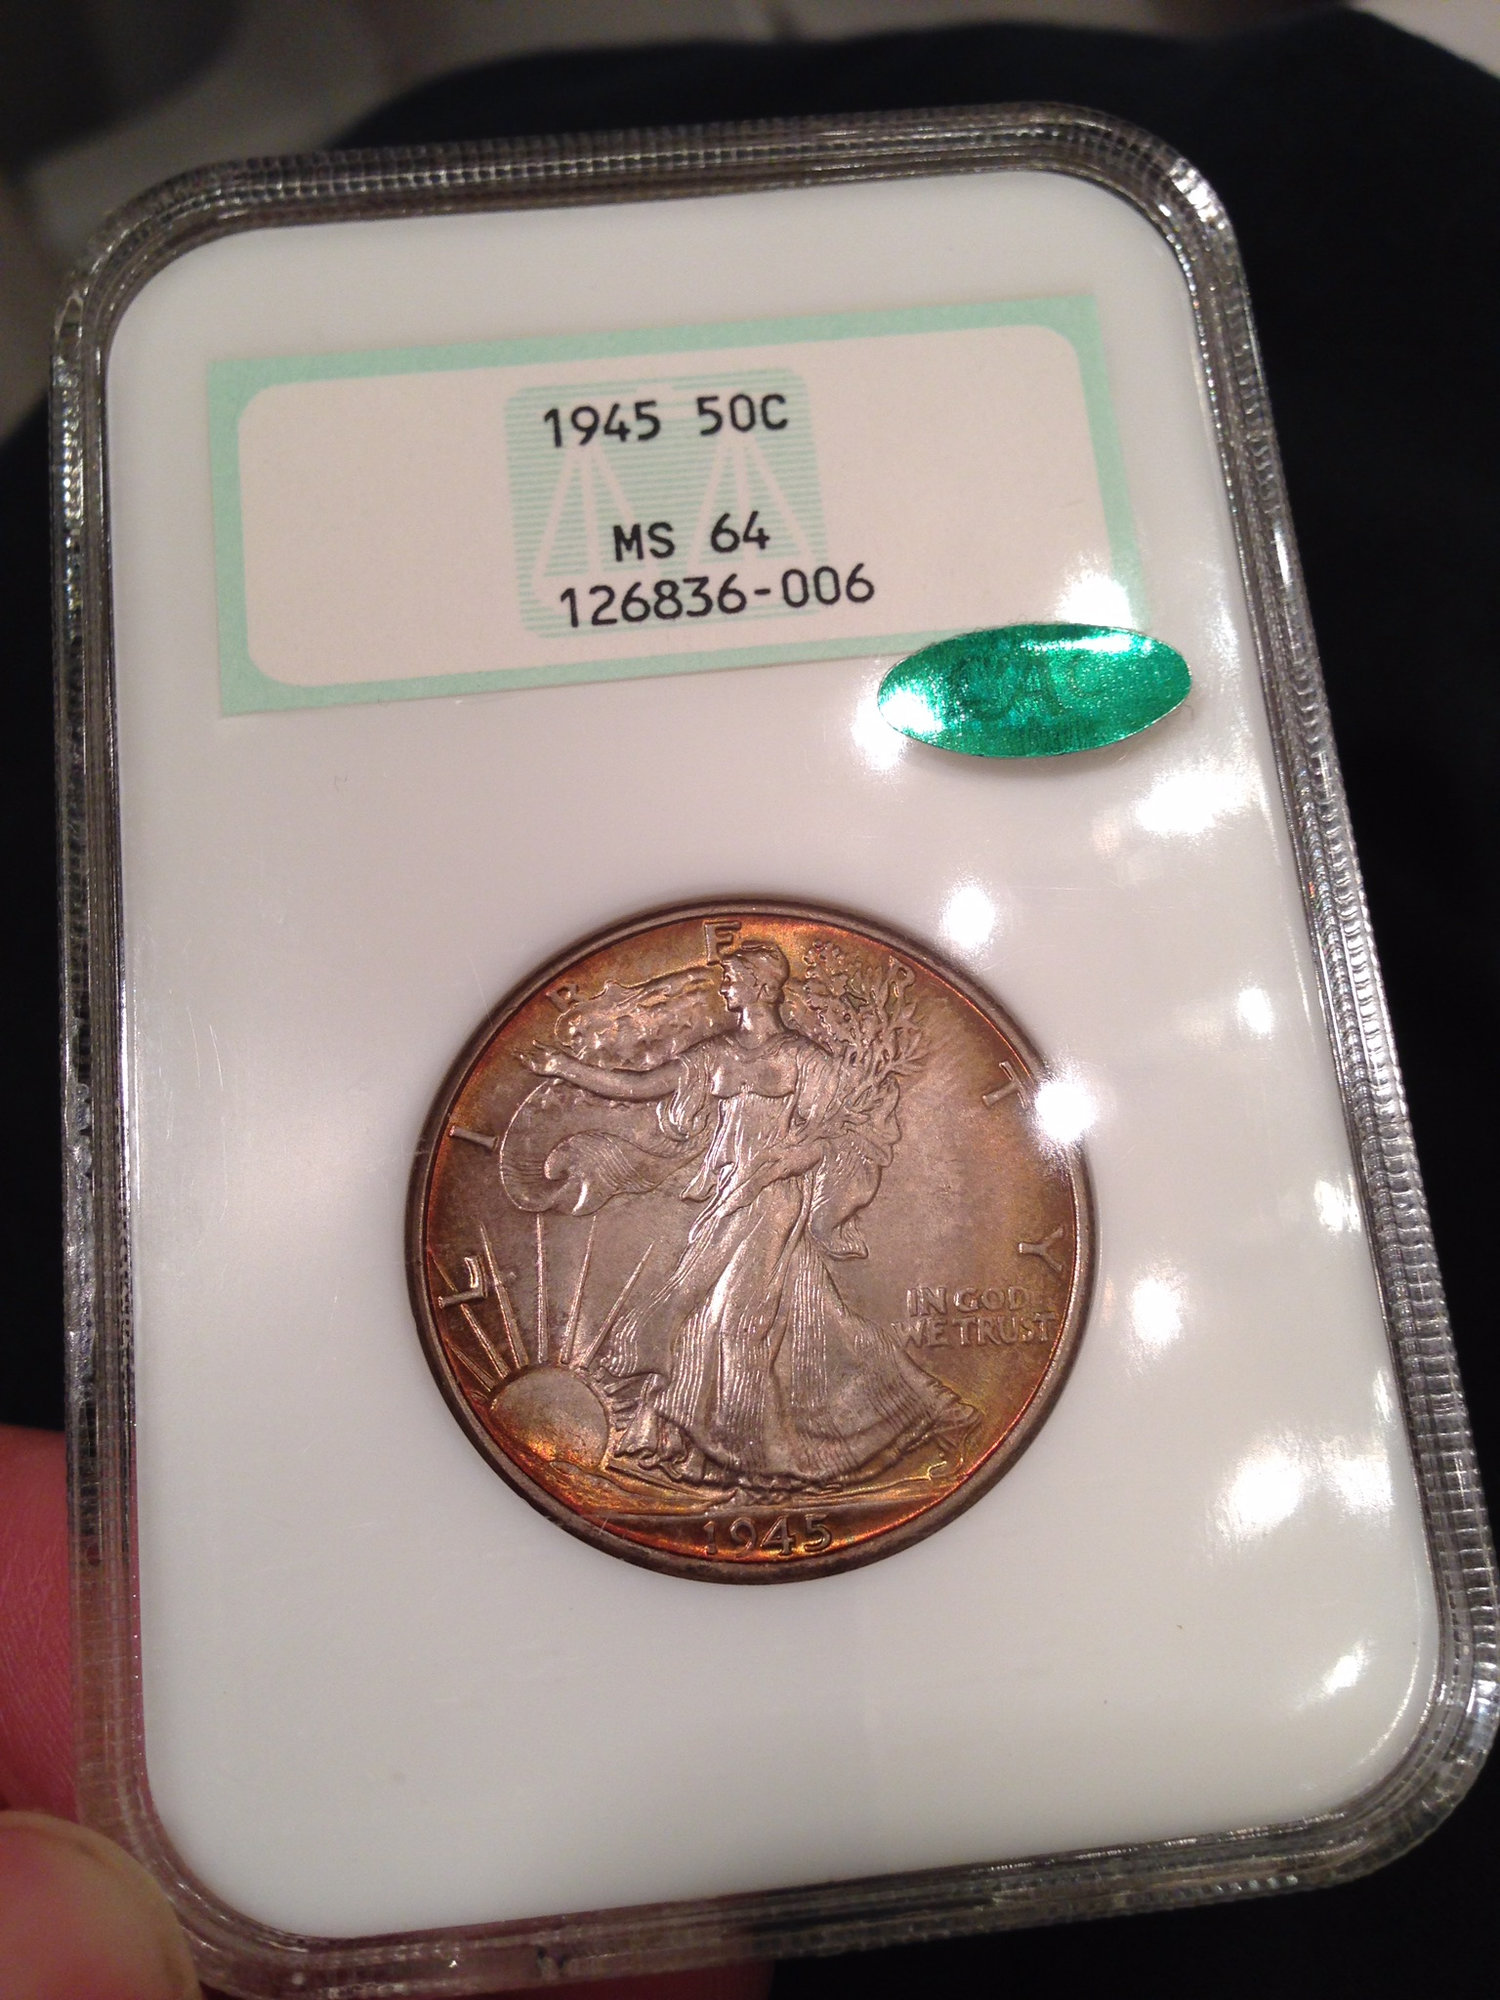 1945 50C
MS 64
126836-006
CAC
LIBERTY
IN GOD
WE TRUST
1945